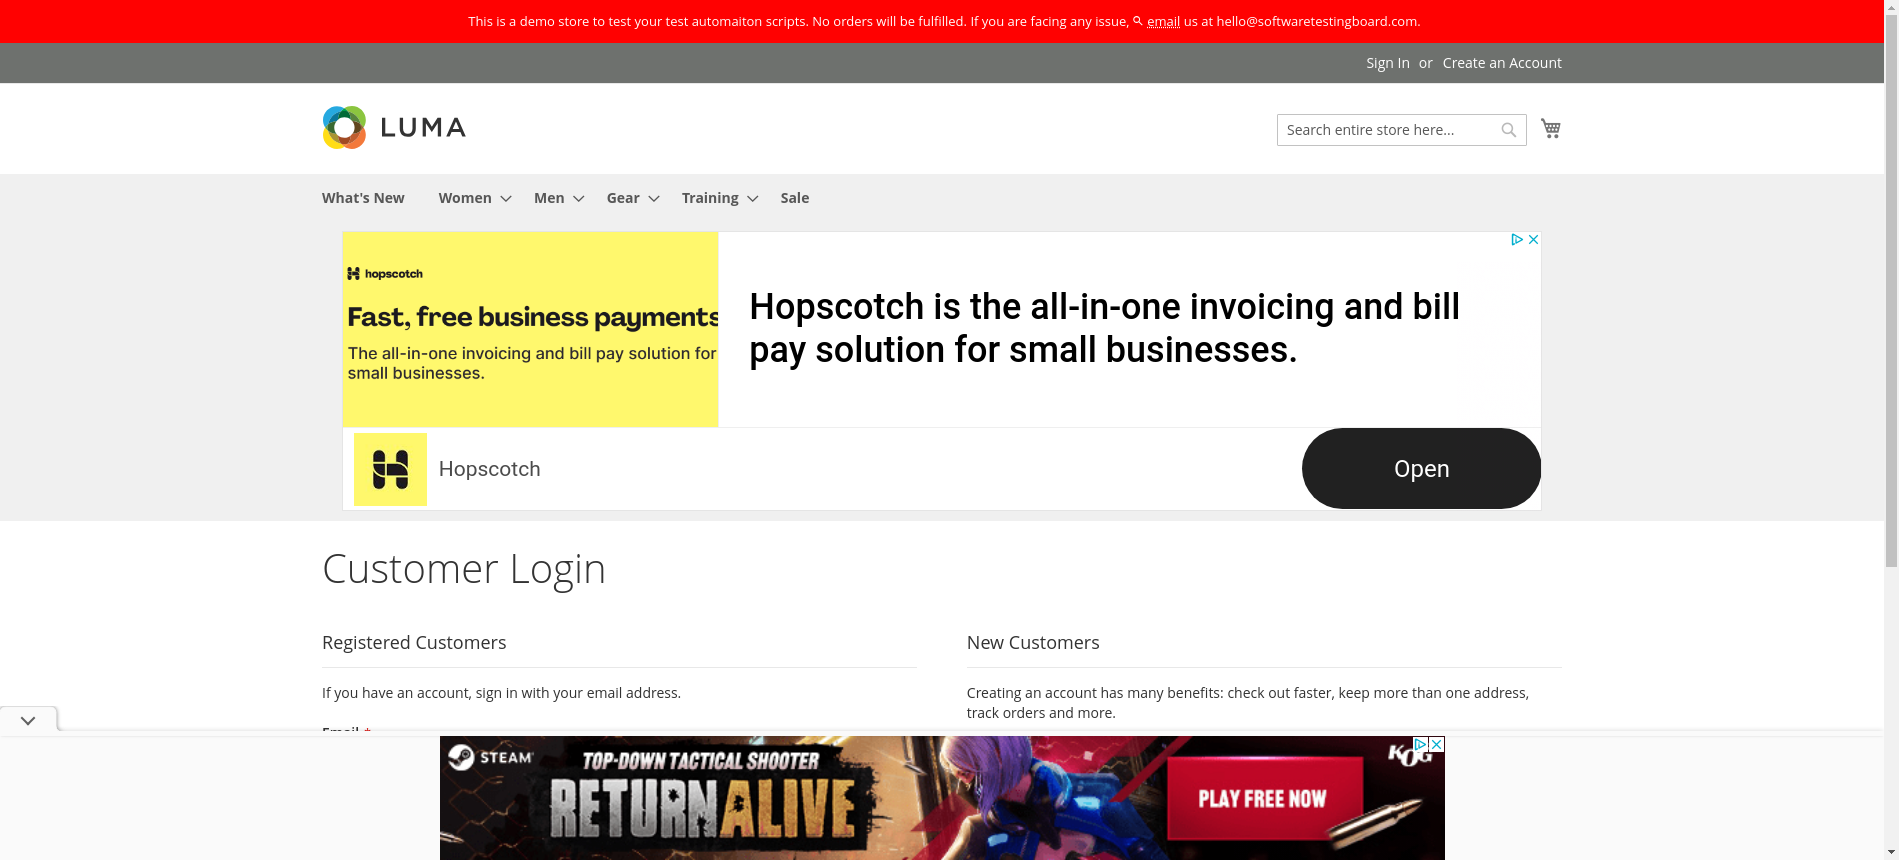 This is a demo store to test your test automaiton scripts. No orders will be fulfilled. If you are facing any issue, email us at hello@softwaretestingboard.com.
Sign In or Create an Account
LUMA
Search entire store here...
What's New Women Men Gear Training Sale
hopscotch
Fast, free business payments
The all-in-one invoicing and bill pay solution for
small businesses.
Hopscotch is the all-in-one invoicing and bill
pay solution for small businesses.
Hopscotch
Open
Customer Login
Registered Customers
If you have an account, sign in with your email address.
Email *
New Customers
Creating an account has many benefits: check out faster, keep more than one address,
track orders and more.
STEAM
TOP-DOWN TACTICAL SHOOTER
RETURN ALIVE
PLAY FREE NOW
KOG